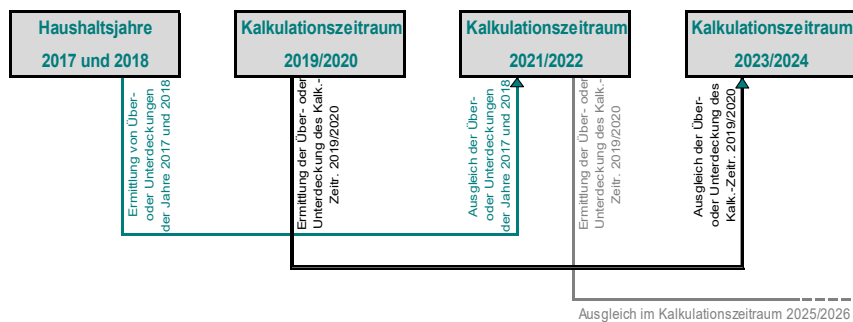 Haushaltsjahre
2017 und 2018
Kalkulationszeitraum
2019/2020
Kalkulationszeitraum
2021/2022
Kalkulationszeitraum
2023/2024
Ermittlung von Über-
oder Unterdeckungen
der Jahre 2017 und 2018
Ermittlung der Über- oder
Unterdeckung des Kalk.-
Zeitr. 2019/2020
Ausgleich der Über-
oder Unterdeckungen
der Jahre 2017 und 2018
Ermittlung der Über- oder
Unterdeckung des Kalk.-
Zeitr. 2019/2020
Ausgleich der Über-
oder Unterdeckung des
Kalk.-Zeitr. 2019/2020
Ausgleich im Kalkulationszeitraum 2025/2026